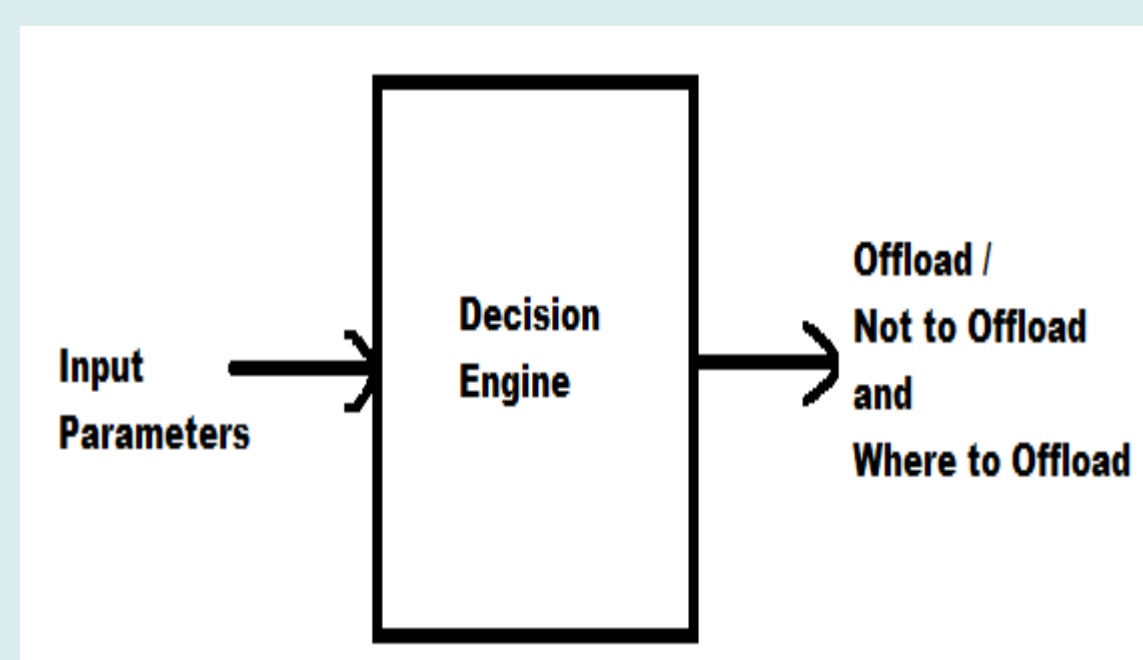 Input
Parameters
Decision
Engine
Offload /
Not to Offload
and
Where to Offload